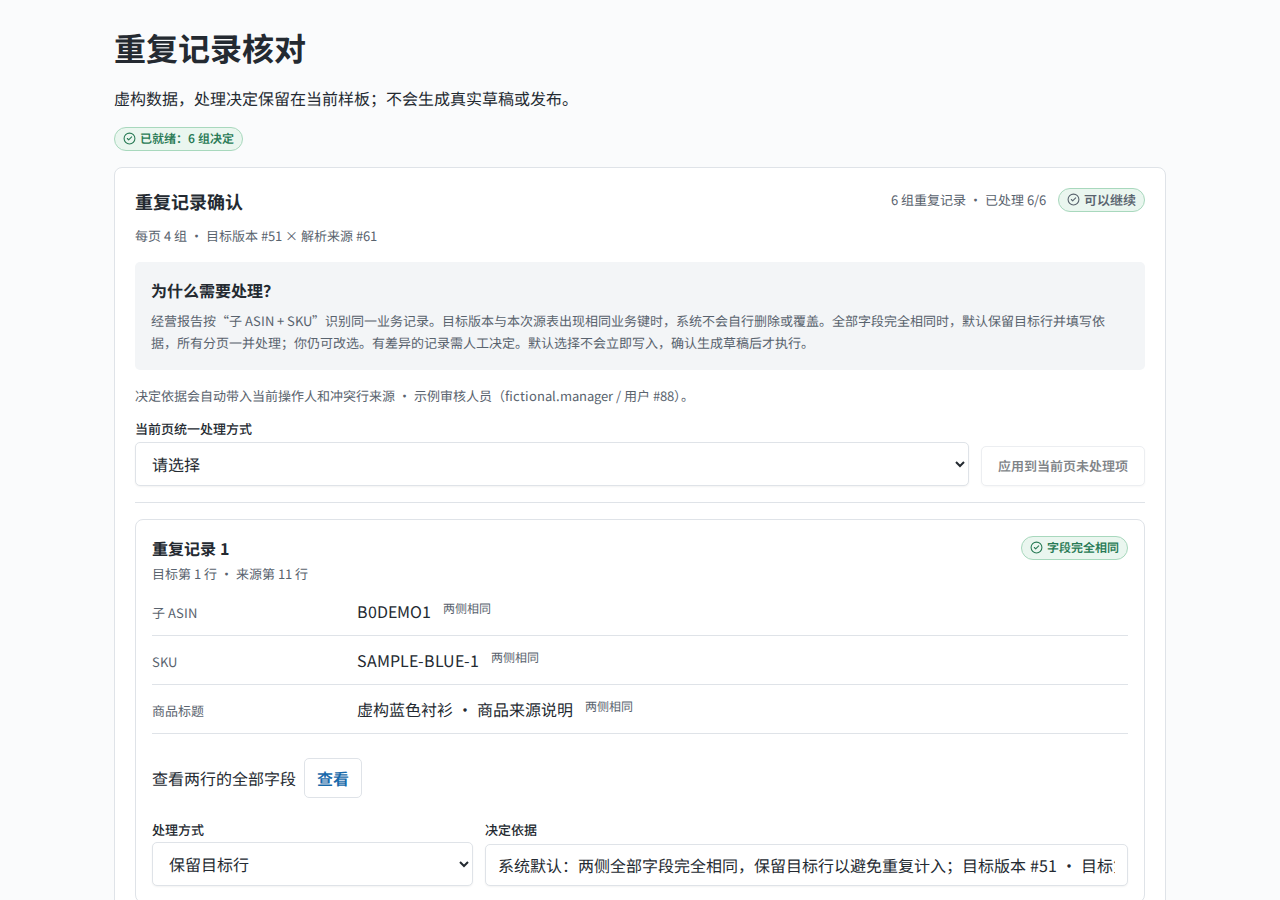 重复记录核对
虚构数据，处理决定保留在当前样板；不会生成真实草稿或发布。
已就绪：6 组决定
重复记录确认
6 组重复记录 · 已处理 6/6
可以继续
每页 4 组 · 目标版本 #51 × 解析来源 #61
为什么需要处理？
经营报告按“子 ASIN + SKU”识别同一业务记录。目标版本与本次源表出现相同业务键时，系统不会自行删除或覆盖。全部字段完全相同时，默认保留目标行并填写依
据，所有分页一并处理；你仍可改选。有差异的记录需人工决定。默认选择不会立即写入，确认生成草稿后才执行。
决定依据会自动带入当前操作人和冲突行来源 · 示例审核人员（fictional.manager / 用户 #88）。
当前页统一处理方式
请选择
应用到当前页未处理项
重复记录 1
字段完全相同
目标第 1 行 · 来源第 11 行
子 ASIN
B0DEMO1 两侧相同
SKU
SAMPLE-BLUE-1 两侧相同
商品标题
虚构蓝色衬衫 · 商品来源说明 两侧相同
查看两行的全部字段 查看
处理方式
决定依据
保留目标行
系统默认：两侧全部字段完全相同，保留目标行以避免重复计入；目标版本 #51 · 目标